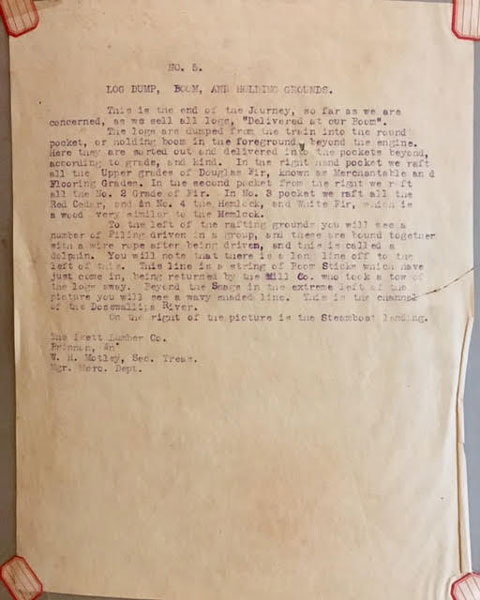 NO. 5.
LOG DUMP, BOOM, AND HOLDING GROUNDS.
This is the end of the Journey, so far as we are
concerned, as we sell all logs, "Delivered at our Boom".
The logs are dumped from the train into the round
pocket, or holding boom in the foreground, beyond the engine.
Here they are sorted out and delivered into the pockets beyond,
according to grade, and kind. In the right hand pocket we raft
all the Upper grades of Douglas Fir, known as Merchantable and
Flooring Grades. In the second pocket from the right we raft
all the No. 2 Grade of Fir. In No. 3 pocket we raft all the
Red Cedar, and in No. 4 the Hemlock, and White Fir, which is
a wood very similar to the Hemlock.
To the left of the rafting grounds you will see a
number of Piling driven in a group, and these are bound together
with a wire rope after being driven, and this is called a
dolphin. You will note that there is a long line off to the
left of this. This line is a string of Boom Sticks which have
just come in, being returned by the Mill Co. who took a tow of
the logs away. Beyond the in the extreme left of the
picture you will see a wavy shaded line. This is the channel
of the Dosewallips River.
On the right of the picture is the Steamboat landing.
The Izett Lumber Co.
Brinnon, Wn
W. H. Motley, Sec. Treas.
Mgr. Merc. Dept.